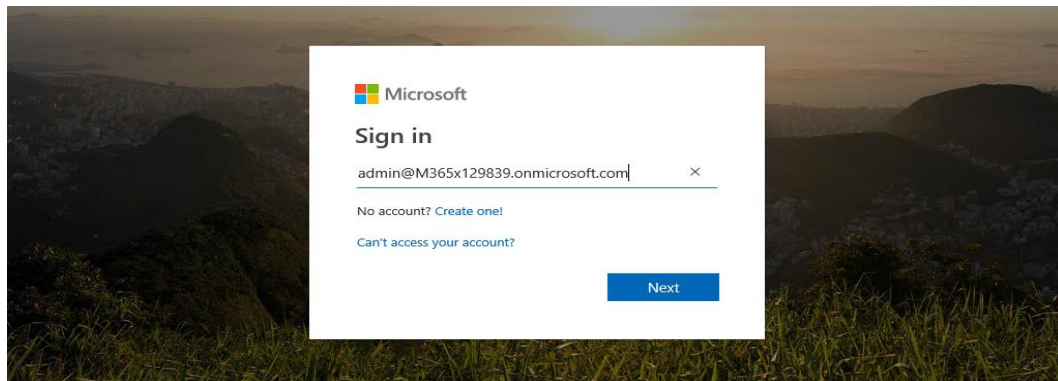 Microsoft
Sign in
admin@M365x129839.onmicrosoft.com
No account? Create one!
Can't access your account?
Next